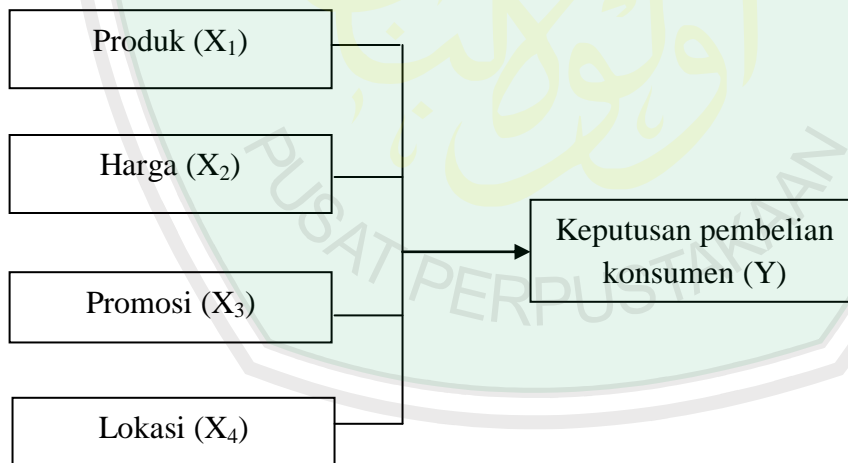 Produk (X₁)
Harga (X₂)
Promosi (X₃)
Lokasi (X₄)
Keputusan pembelian
konsumen (Y)
PUSAT PERPUSTAKAAN